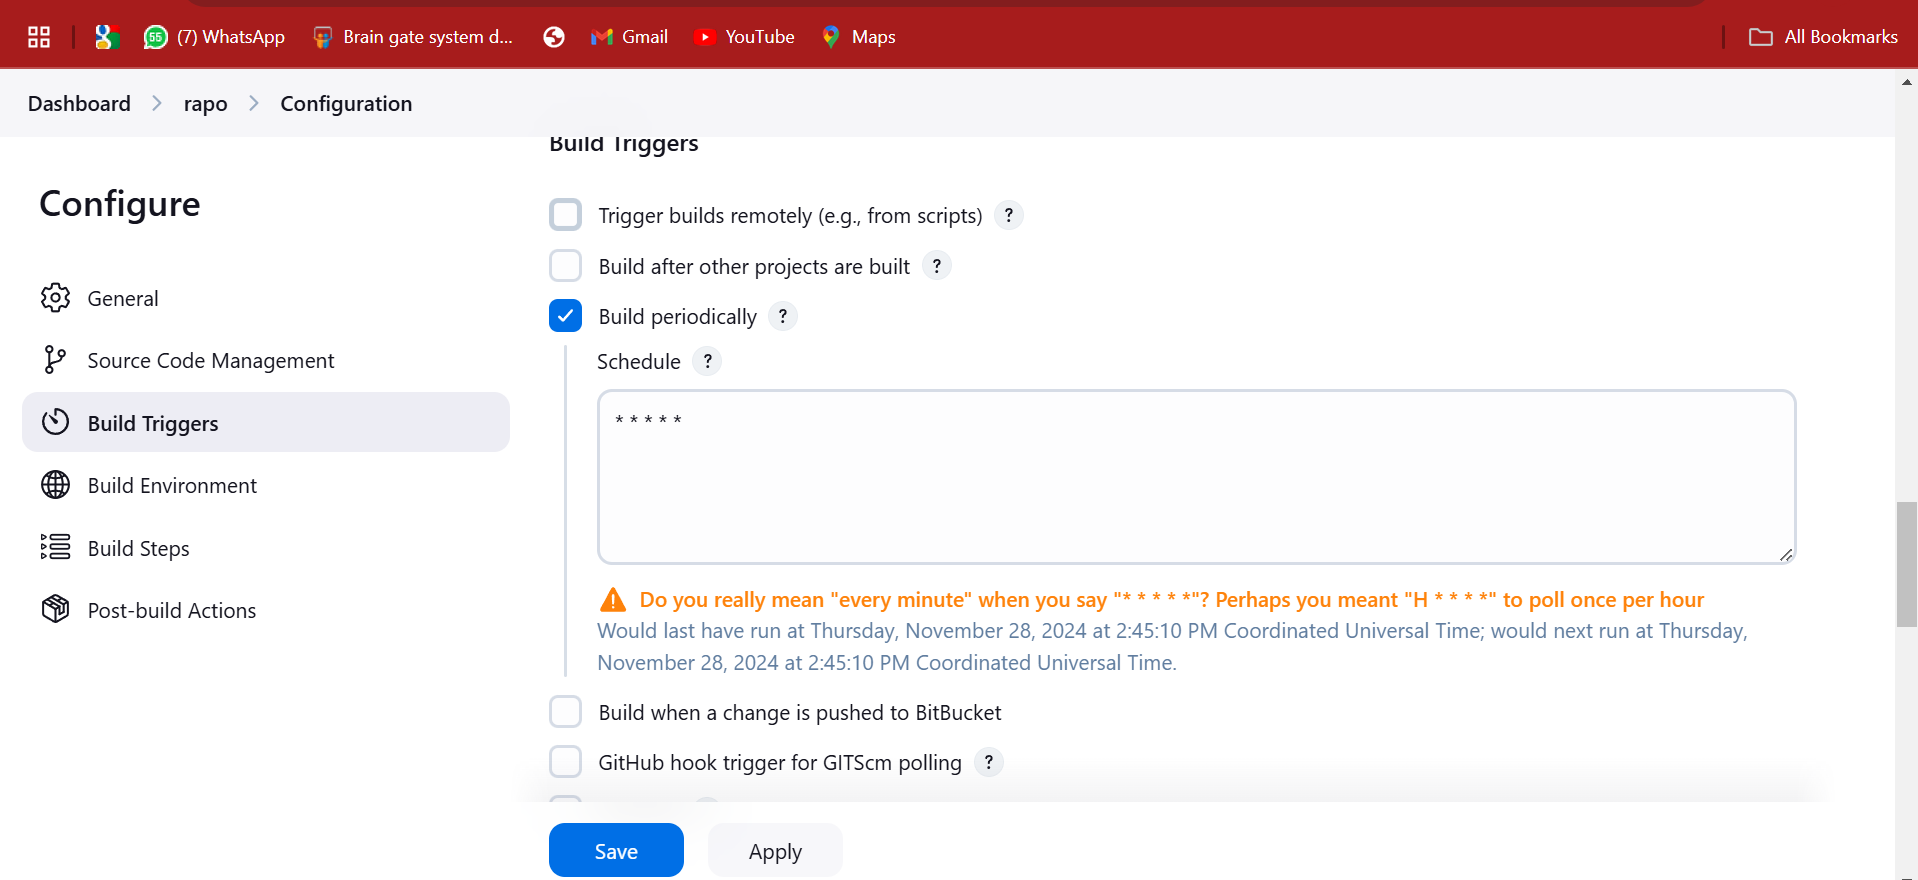 55 (7) WhatsApp Brain gate system d... Gmail YouTube Maps All Bookmarks
Dashboard > rapo > Configuration
Configure
General
Source Code Management
Build Triggers
Build Environment
Build Steps
Post-build Actions
Build Triggers
Trigger builds remotely (e.g., from scripts) ?
Build after other projects are built ?
Build periodically ?
Schedule ?
* * * * *
Do you really mean "every minute" when you say "* * * * *"? Perhaps you meant "H * * * *" to poll once per hour
Would last have run at Thursday, November 28, 2024 at 2:45:10 PM Coordinated Universal Time; would next run at Thursday,
November 28, 2024 at 2:45:10 PM Coordinated Universal Time.
Build when a change is pushed to BitBucket
GitHub hook trigger for GITScm polling ?
Save Apply